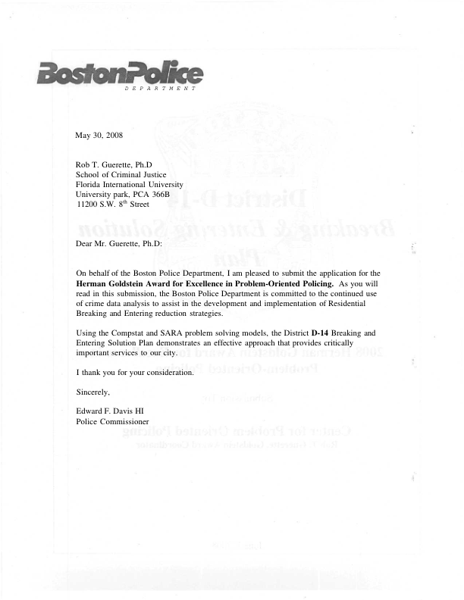 BostonPolice
DEPARTMENT
May 30, 2008
Rob T. Guerette, Ph.D
School of Criminal Justice
Florida International University
University park, PCA 366B
11200 S.W. 8th Street
Dear Mr. Guerette, Ph.D:
On behalf of the Boston Police Department, I am pleased to submit the application for the
Herman Goldstein Award for Excellence in Problem-Oriented Policing. As you will
read in this submission, the Boston Police Department is committed to the continued use
of crime data analysis to assist in the development and implementation of Residential
Breaking and Entering reduction strategies.
Using the Compstat and SARA problem solving models, the District D-14 Breaking and
Entering Solution Plan demonstrates an effective approach that provides critically
important services to our city.
I thank you for your consideration.
Sincerely,
Edward F. Davis HI
Police Commissioner